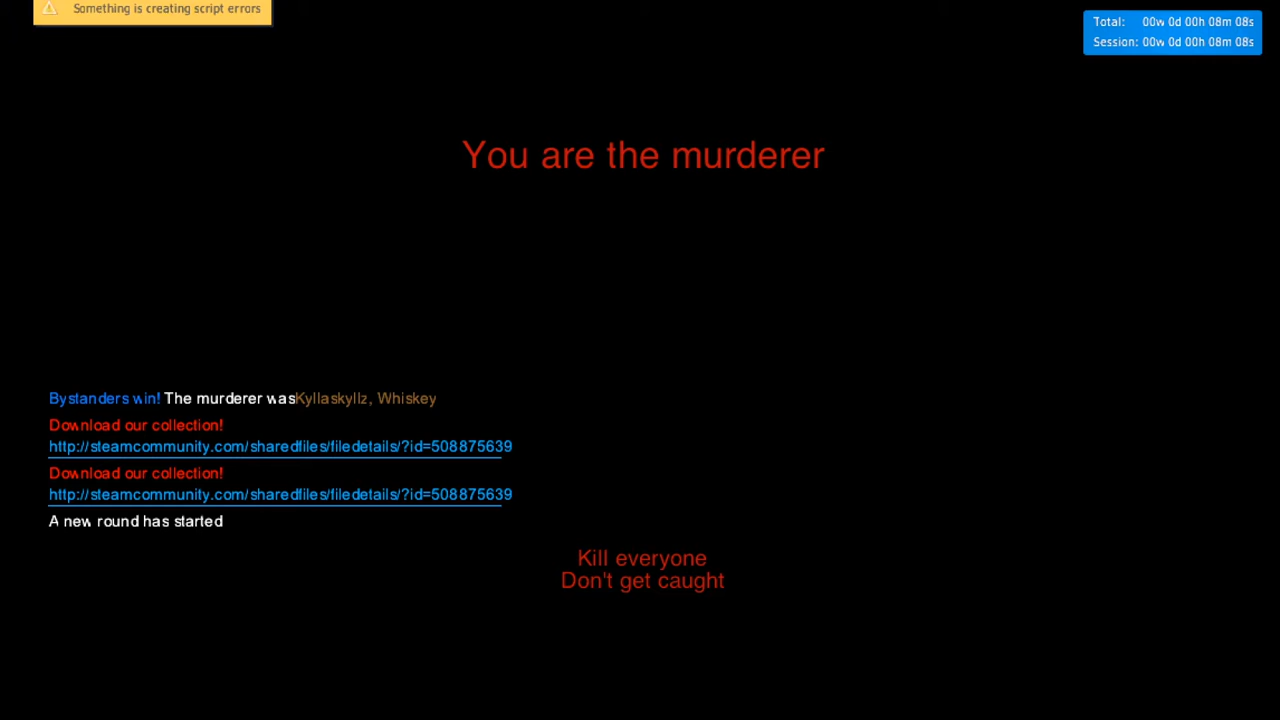 Something is creating script errors
Total: 00w 0d 00h 08m 08s
Session: 00w 0d 00h 08m 08s
You are the murderer
Bystanders win! The murderer wasKyllaskyllz, Whiskey
Download our collection!
http://steamcommunity.com/sharedfiles/filedetails/?id=508875639
Download our collection!
http://steamcommunity.com/sharedfiles/filedetails/?id=508875639
A new round has started
Kill everyone
Don't get caught